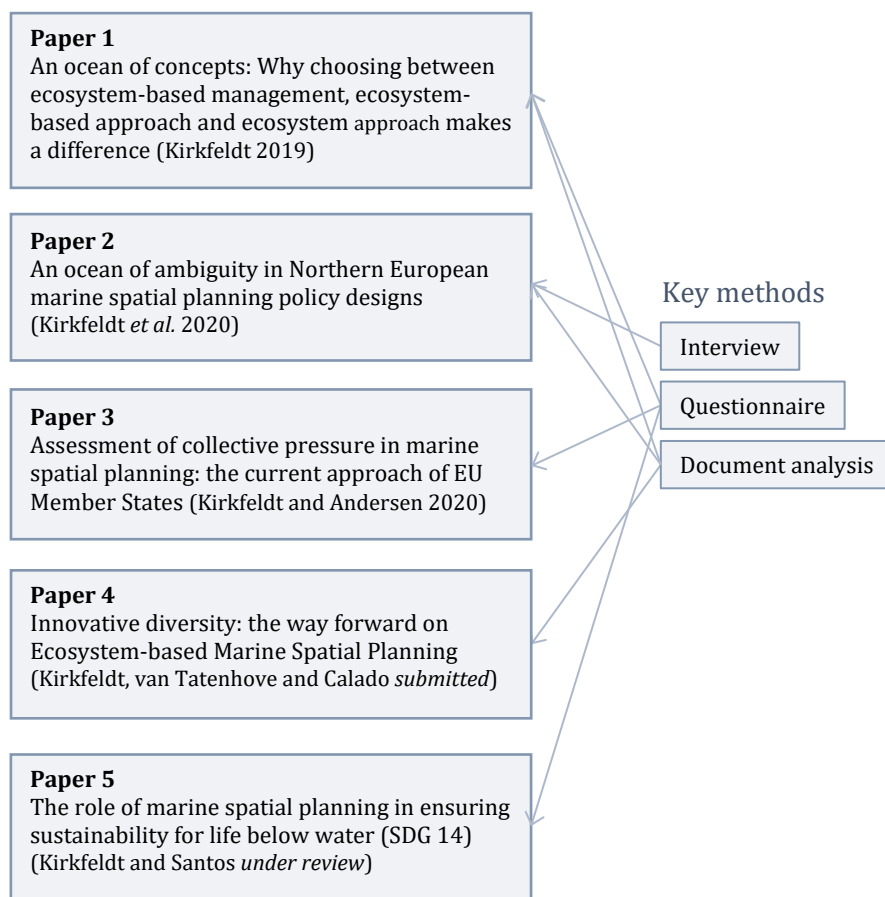 Paper 1
An ocean of concepts: Why choosing between
ecosystem-based management, ecosystem-
based approach and ecosystem approach makes
a difference (Kirkfeldt 2019)
Paper 2
An ocean of ambiguity in Northern European
marine spatial planning policy designs
(Kirkfeldt et al. 2020)
Paper 3
Assessment of collective pressure in marine
spatial planning: the current approach of EU
Member States (Kirkfeldt and Andersen 2020)
Paper 4
Innovative diversity: the way forward on
Ecosystem-based Marine Spatial Planning
(Kirkfeldt, van Tatenhove and Calado submitted)
Paper 5
The role of marine spatial planning in ensuring
sustainability for life below water (SDG 14)
(Kirkfeldt and Santos under review)
Key methods
Interview
Questionnaire
Document analysis